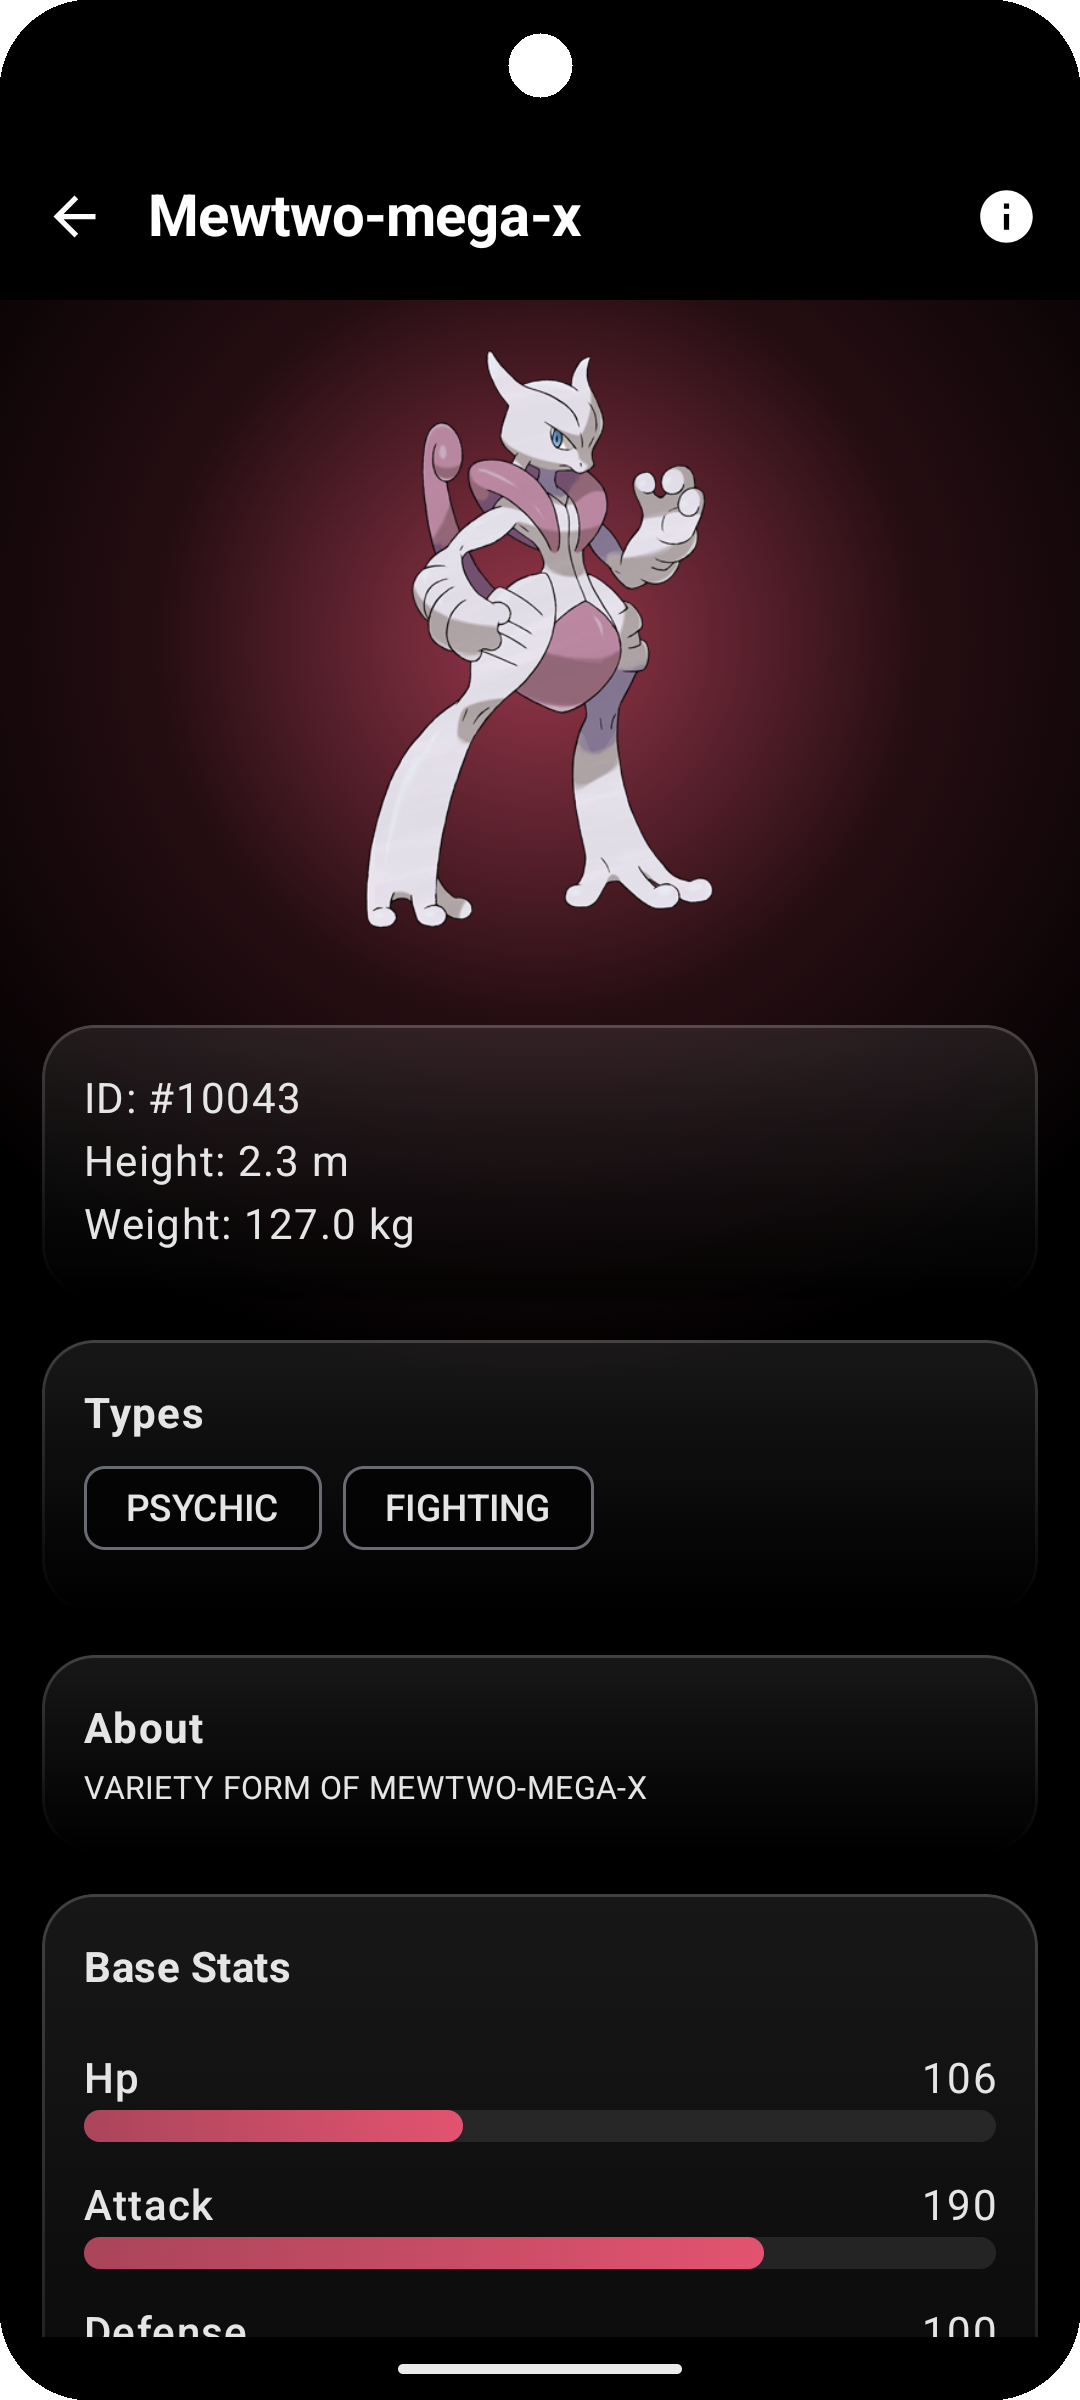 Mewtwo-mega-x
ID: #10043
Height: 2.3 m
Weight: 127.0 kg
Types
PSYCHIC FIGHTING
About
VARIETY FORM OF MEWTWO-MEGA-X
Base Stats
Hp 106
Attack 190
Defense 100